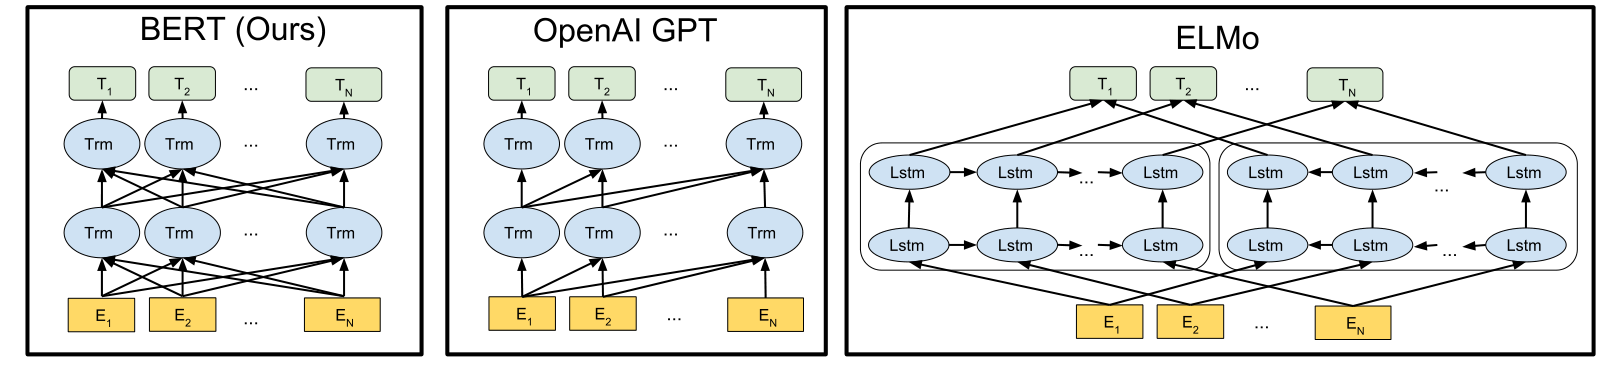 BERT (Ours)
T1 T2 ... TN
Trm Trm ... Trm
Trm Trm ... Trm
E1 E2 ... EN
OpenAI GPT
T1 T2 ... TN
Trm Trm ... Trm
Trm Trm ... Trm
E1 E2 ... EN
ELMo
T1 T2 ... TN
Lstm Lstm ... Lstm Lstm Lstm ... Lstm
Lstm Lstm ... Lstm Lstm Lstm ... Lstm
E1 E2 ... EN